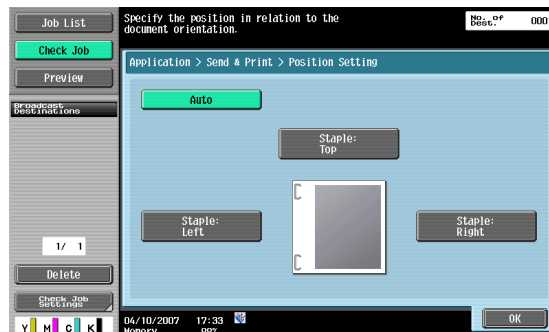 Job List
Check Job
Preview
Broadcast
Destinations
1/ 1
Delete
Check Job
Settings
Y M C K
Specify the position in relation to the
document orientation.
No. of
Dest.
000
Application > Send & Print > Position Setting
Auto
Staple:
Top
Staple:
Left
Staple:
Right
04/10/2007 17:33
Memory 99%
OK